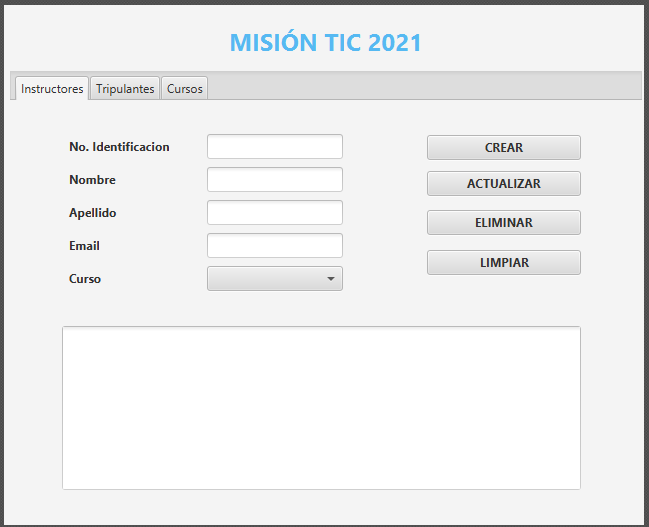 MISIÓN TIC 2021
Instructores Tripulantes Cursos
No. Identificacion
CREAR
Nombre
ACTUALIZAR
Apellido
ELIMINAR
Email
LIMPIAR
Curso